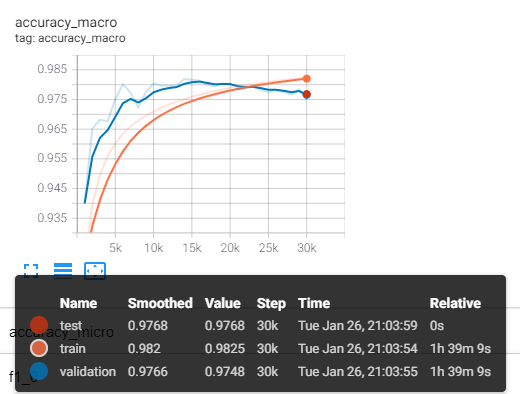 accuracy_macro
tag: accuracy_macro
0.985
0.975
0.965
0.955
0.945
0.935
5k 10k 15k 20k 25k 30k
Name Smoothed Value Step Time Relative
test 0.9768 0.9768 30k Tue Jan 26, 21:03:59 0s
accuracy_micro
train 0.982 0.9825 30k Tue Jan 26, 21:03:54 1h 39m 9s
validation 0.9766 0.9748 30k Tue Jan 26, 21:03:55 1h 39m 9s